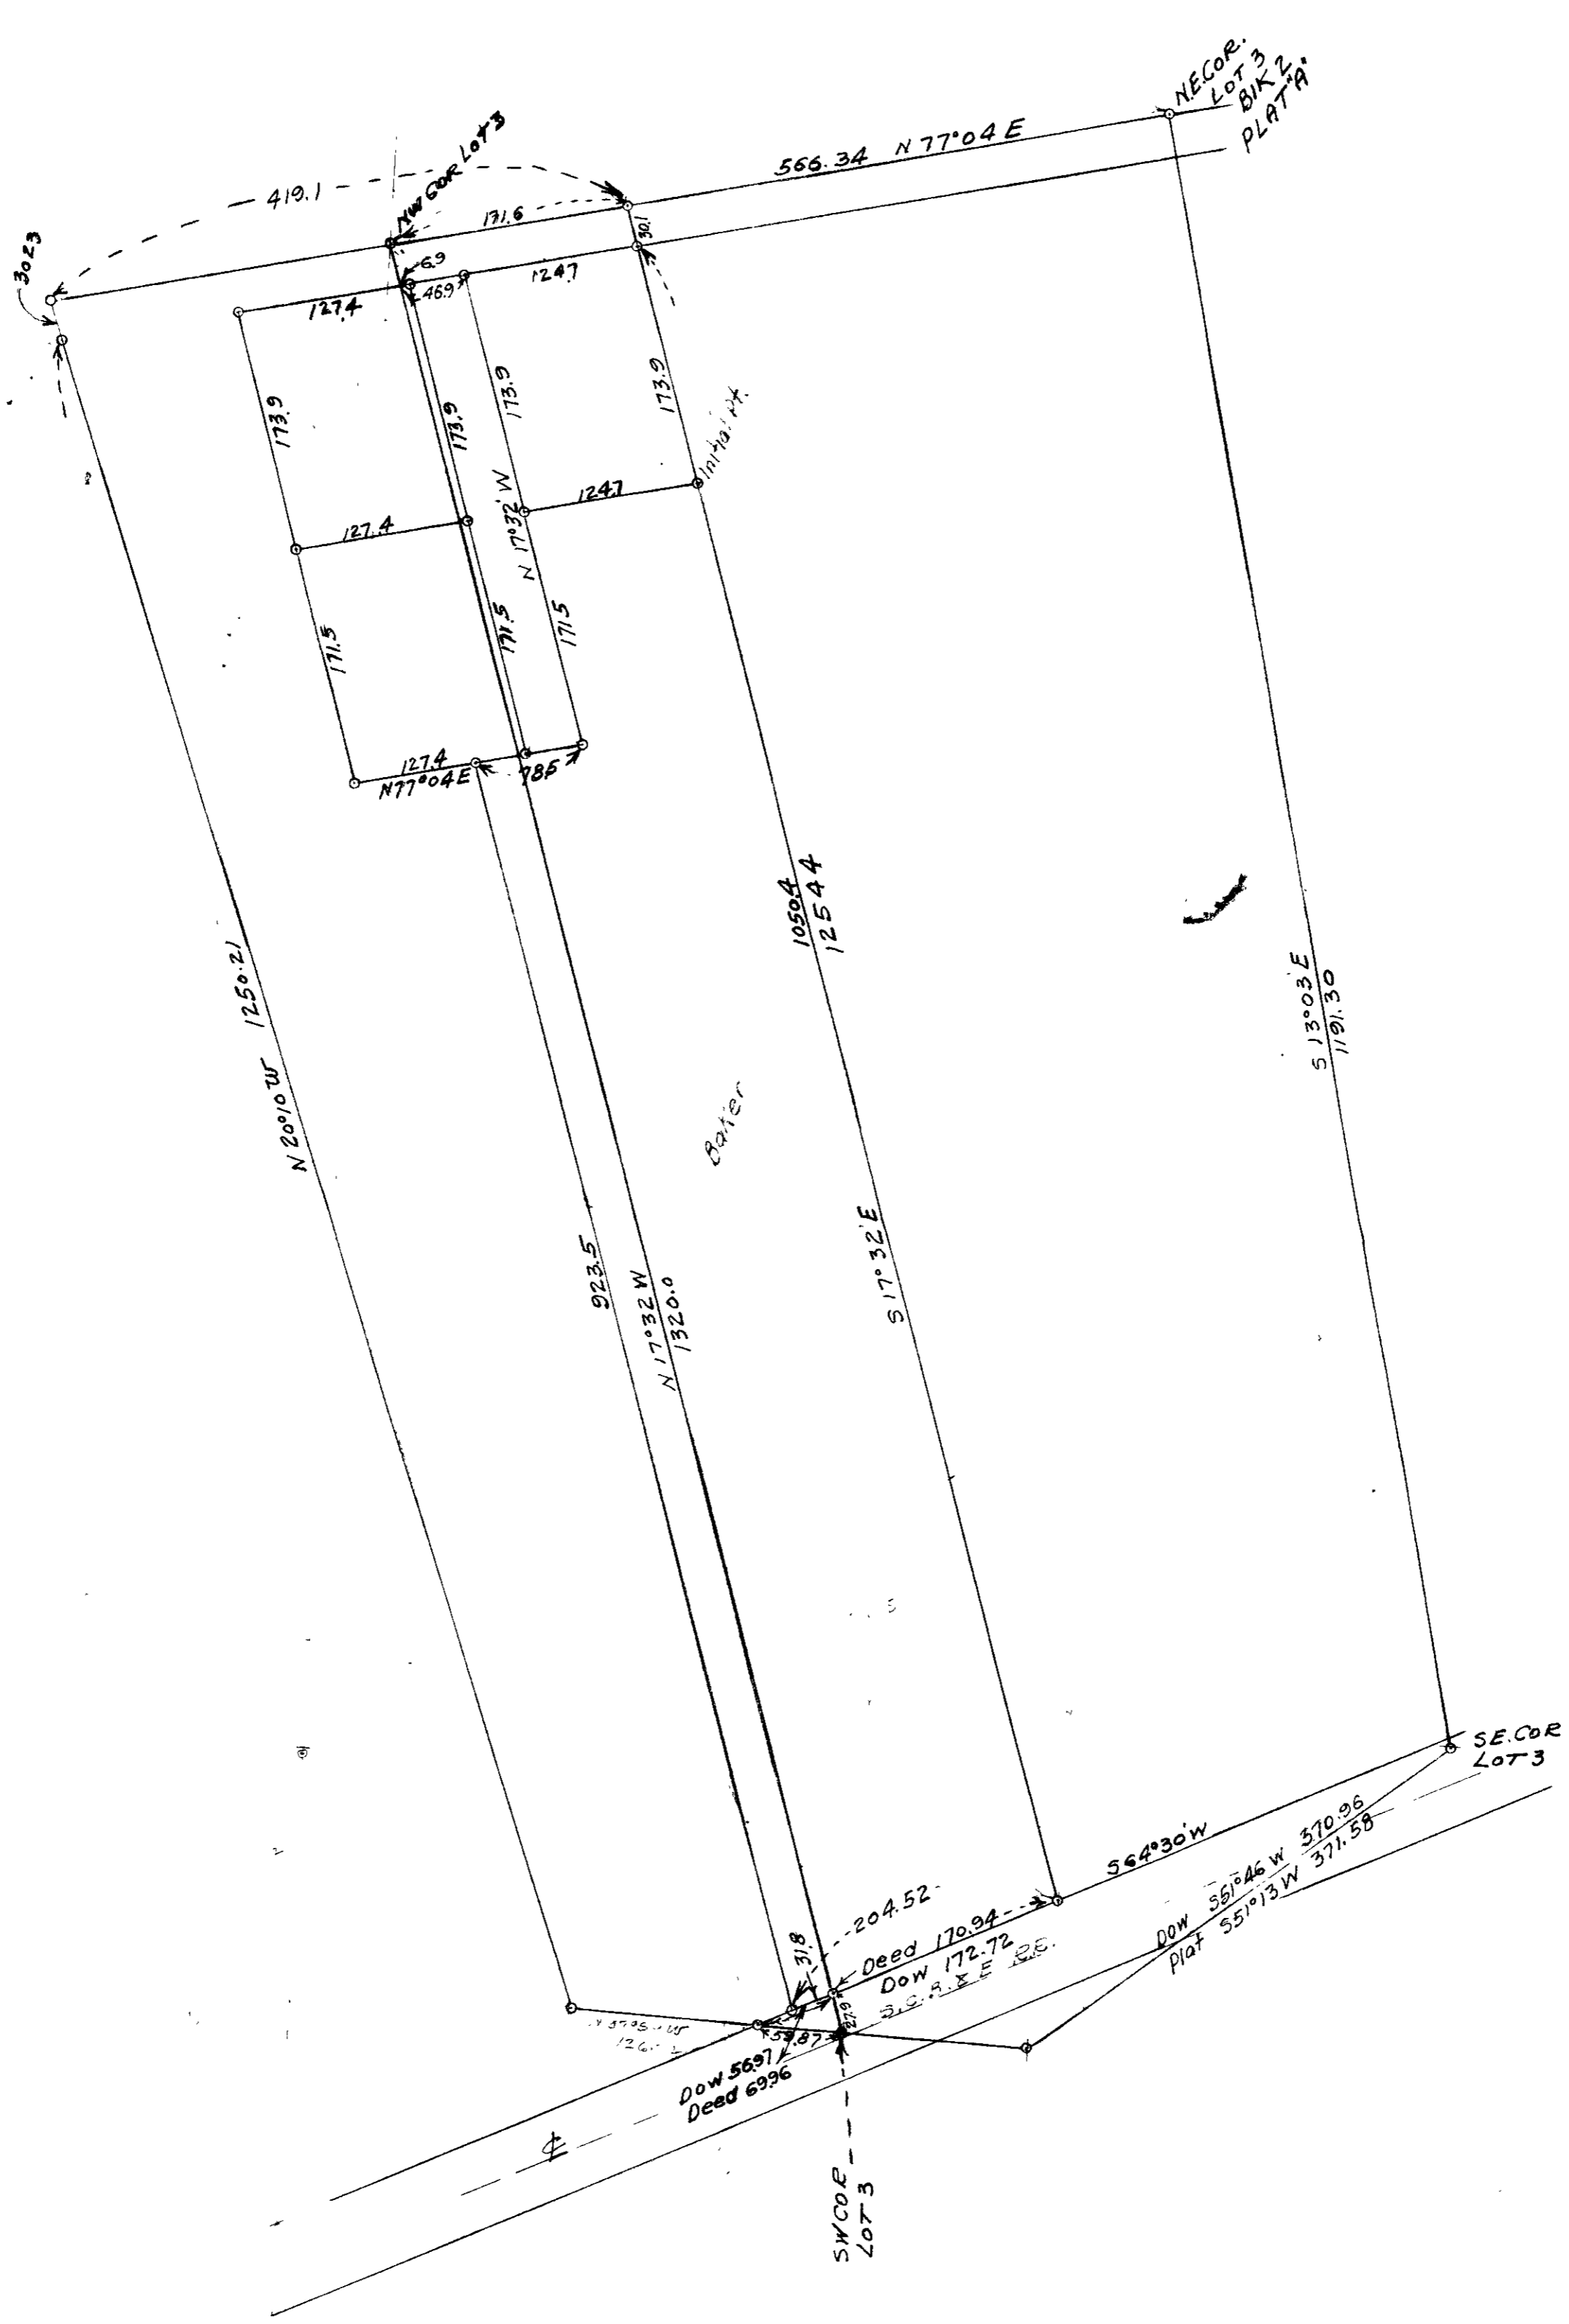 N.E.COR.
LOT 3
Blk 2
PLAT "A"
566.34 N 77°04 E
NW COR LOT 3
419.1
171.6
30.1
3023
6.9
46.9
124.7
127.4
173.9
173.9
173.9
173.9
Initial Pt.
124.7
N 17°32' W
127.4
171.5
171.5
171.5
127.4
N77°04E
78.5
1050.4
1254 4
1250.21
N 20°10 W
S 13°03' E
1191.30
Baker
S 17°32' E
923.5
N 17°32 W
1320.0
SE.COR
LOT 3
S64°30'W
Dow S51°46 W 370.96
Plat S51°13 W 371.58
204.52
31.8
Deed 170.94
Dow 172.72
27.9
59.87
Dow 56.97
Deed 69.96
SW COR
LOT 3